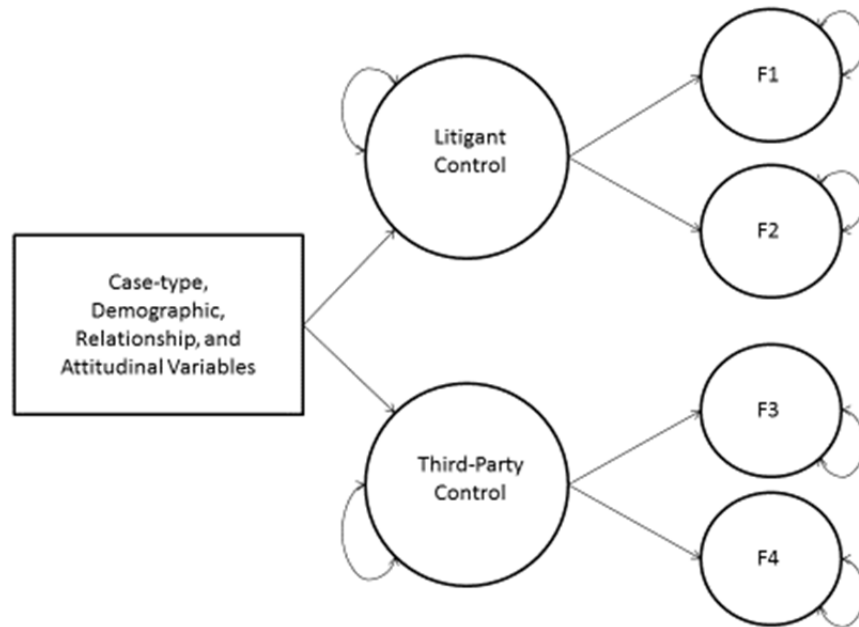 Case-type,
Demographic,
Relationship, and
Attitudinal Variables
Litigant
Control
Third-Party
Control
F1
F2
F3
F4